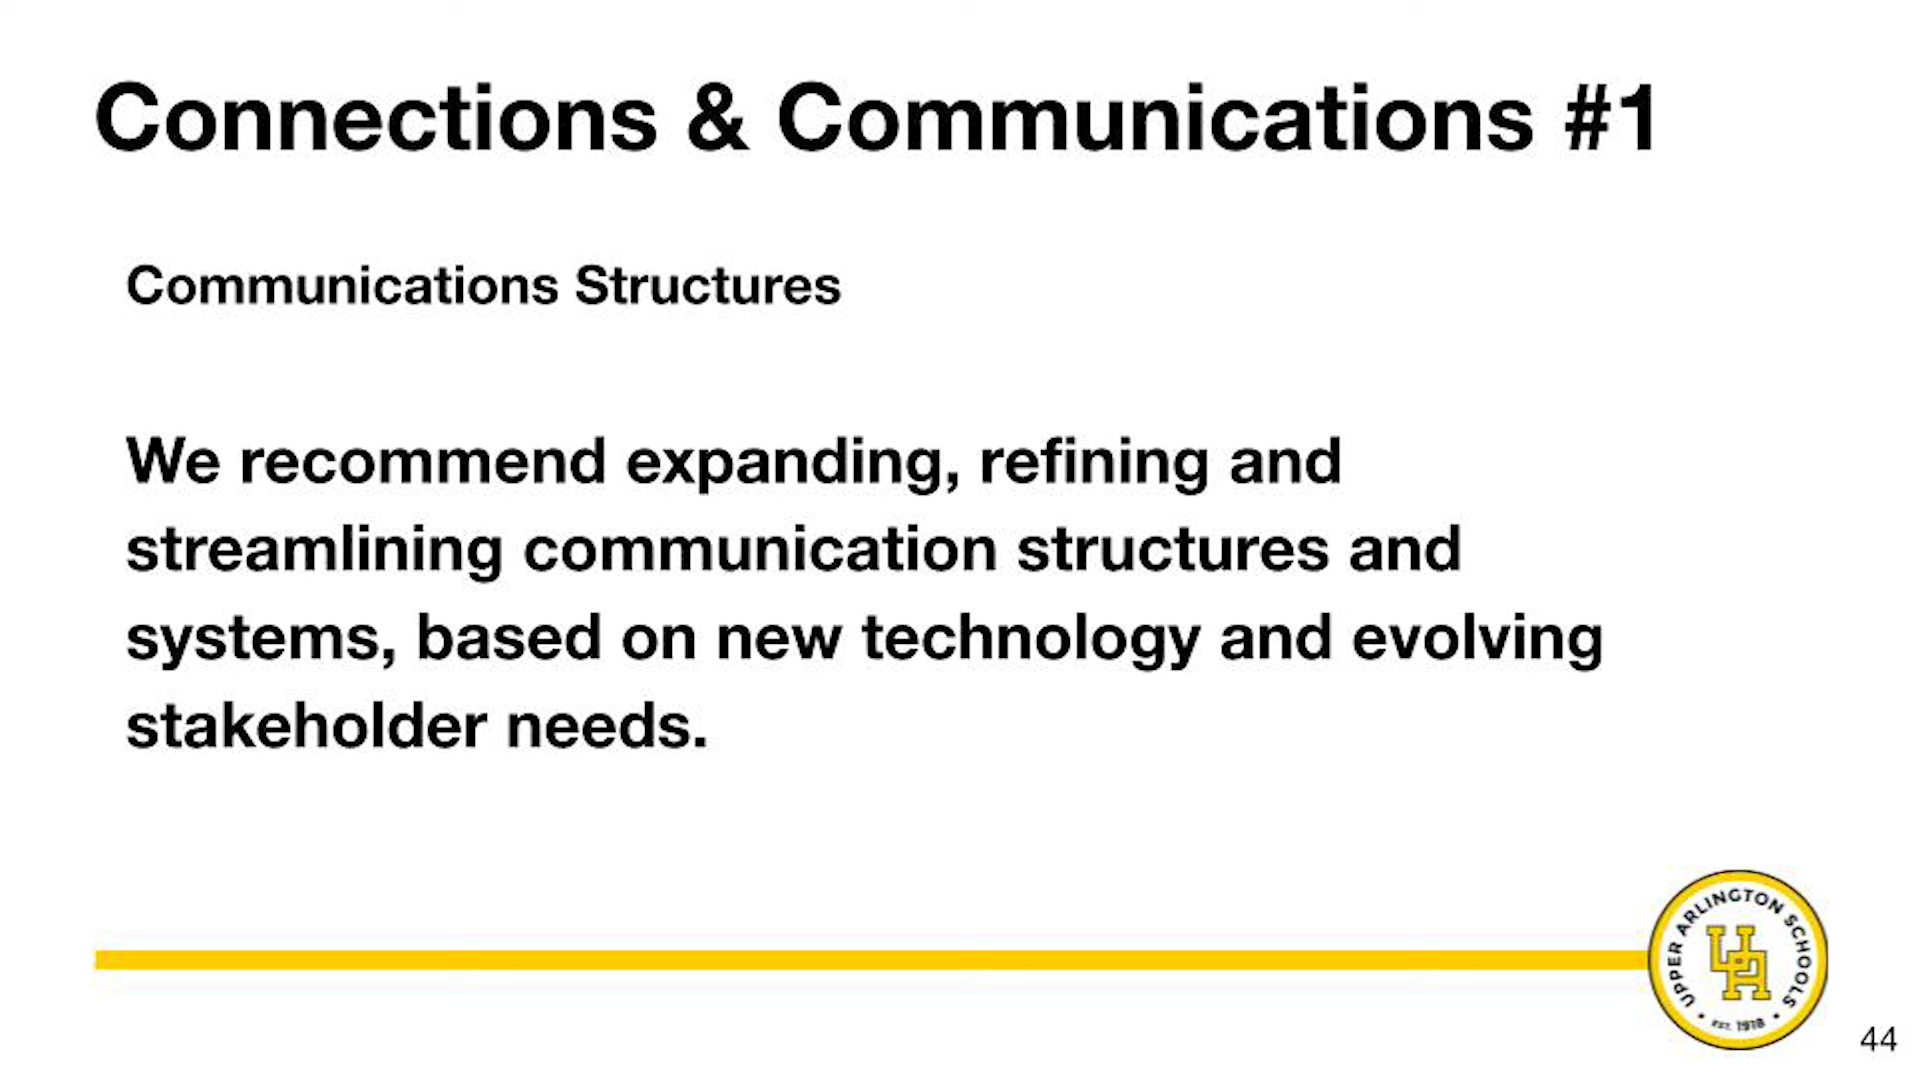 Connections & Communications #1
Communications Structures
We recommend expanding, refining and
streamlining communication structures and
systems, based on new technology and evolving
stakeholder needs.
UPPER ARLINGTON SCHOOLS
UA
• EST. 1918 •
44